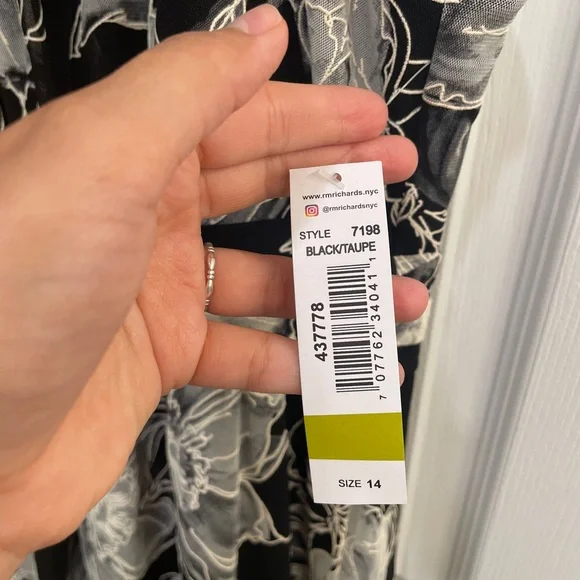 www.rmrichards.nyc
@rmrichardsnyc
STYLE 7198
BLACK/TAUPE
437778
7 07762 34041 1
SIZE 14